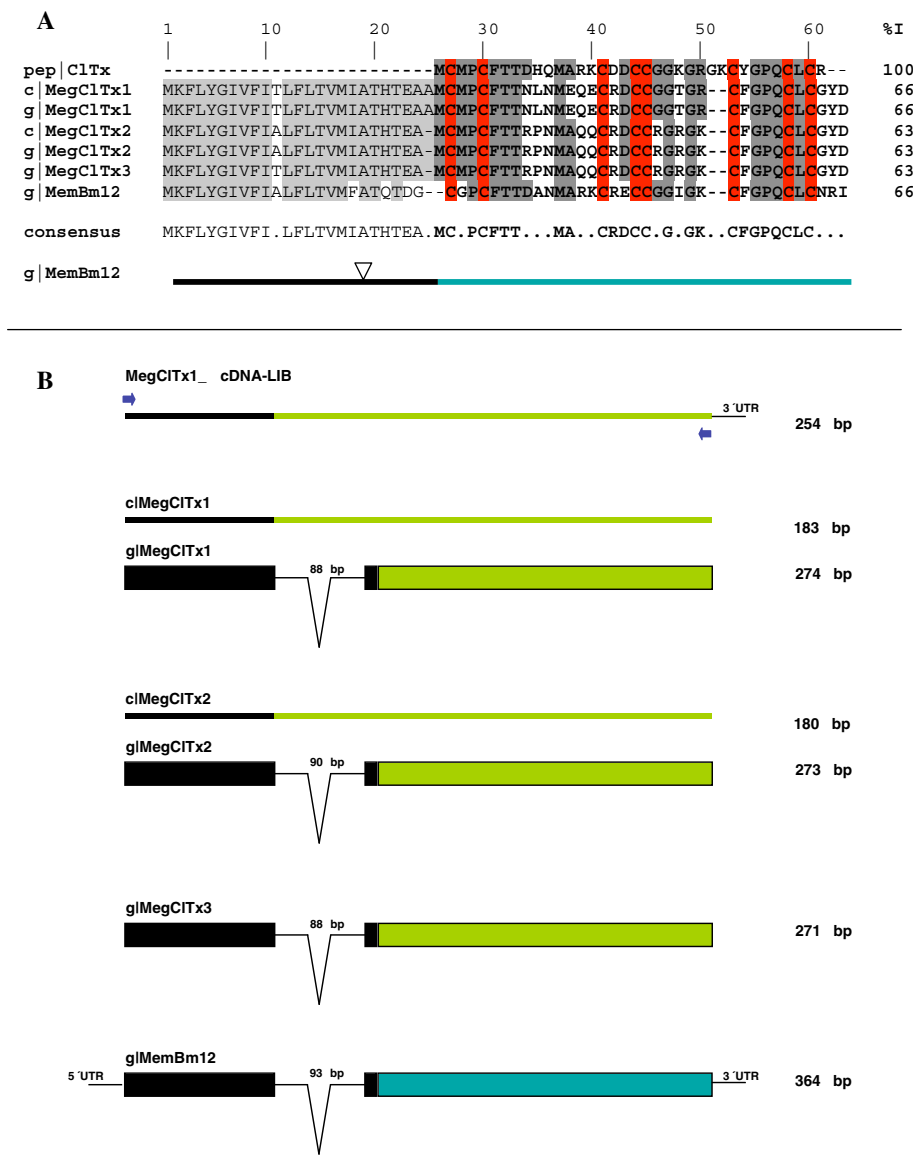 A
1 10 20 30 40 50 60 %I
pep|ClTx -------------------------MCMPCFTTDHQMARKCDDCCGGKGRGKCYGPQCLCR-- 100
c|MegClTx1 MKFLYGIVFITLFLTVMIATHTEAAMCMPCFTTNLNMEQECRDCCGGTGR--CFGPQCLCGYD 66
g|MegClTx1 MKFLYGIVFITLFLTVMIATHTEAAMCMPCFTTNLNMEQECRDCCGGTGR--CFGPQCLCGYD 66
c|MegClTx2 MKFLYGIVFIALFLTVMIATHTEA-MCMPCFTTRPNMAQQCRDCCRGRGK--CFGPQCLCGYD 63
g|MegClTx2 MKFLYGIVFIALFLTVMIATHTEA-MCMPCFTTRPNMAQQCRDCCRGRGK--CFGPQCLCGYD 63
g|MegClTx3 MKFLYGIVFITLFLTVMIATHTEA-MCMPCFTTRPNMAQQCRDCCRGRGK--CFGPQCLCGYD 63
g|MemBm12 MKFLYGIVFIALFLTVMFATQTDG--CGPCFTTDANMARKCRECCGGIGK--CFGPQCLCNRI 66
consensus MKFLYGIVFI.LFLTVMIATHTEA.MC.PCFTT...MA..CRDCC.G.GK..CFGPQCLC...
g|MemBm12
B
MegClTx1_ cDNA-LIB
3´UTR
254 bp
c|MegClTx1
183 bp
g|MegClTx1
88 bp
274 bp
c|MegClTx2
180 bp
g|MegClTx2
90 bp
273 bp
g|MegClTx3
88 bp
271 bp
g|MemBm12
5´UTR
93 bp
3´UTR
364 bp